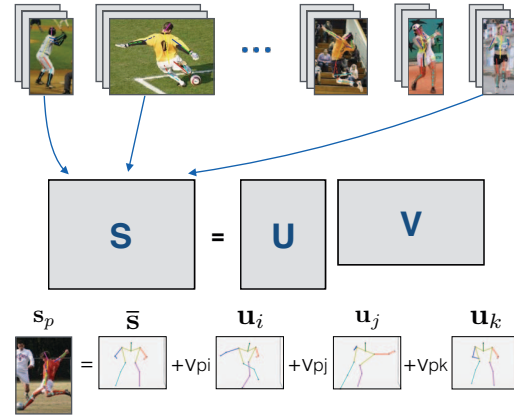 S = U V
s_p s̄ u_i u_j u_k
= +Vpi +Vpj +Vpk